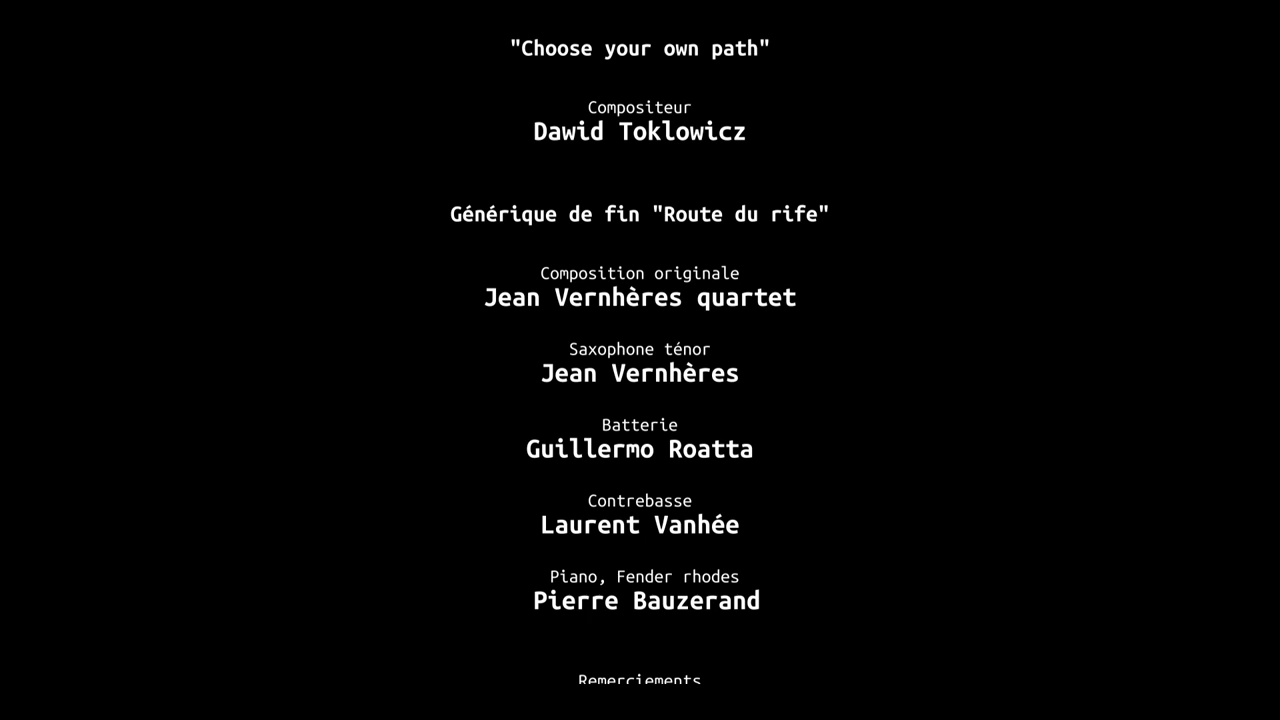 "Choose your own path"
Compositeur
Dawid Toklowicz
Générique de fin "Route du rife"
Composition originale
Jean Vernhères quartet
Saxophone ténor
Jean Vernhères
Batterie
Guillermo Roatta
Contrebasse
Laurent Vanhée
Piano, Fender rhodes
Pierre Bauzerand
Remerciements